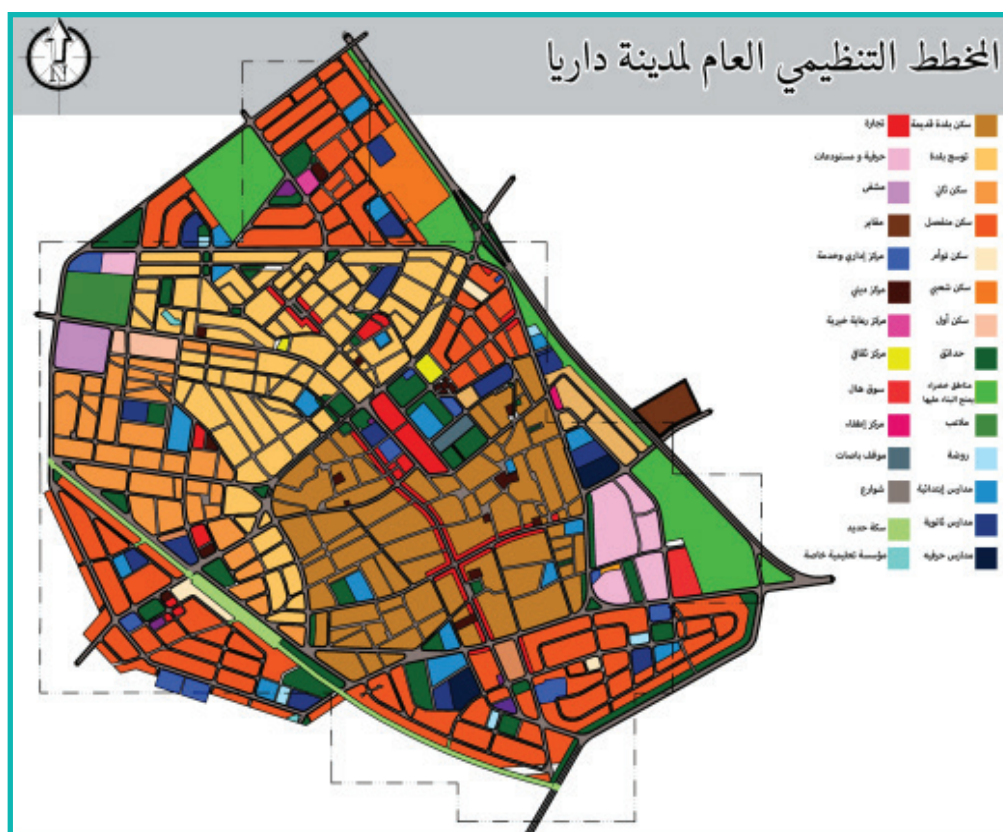 المخطط التنظيمي العام لمدينة داريا
N
سكن بلدة قديمة
تجارة
توسع بلدة
حرفية و مستودعات
سكن ثاني
مشفى
سكن منفصل
مقابر
سكن توأم
مركز إداري وخدمة
سكن شعبي
مركز ديني
سكن أول
مركز رعاية خيرية
حدائق
مركز ثقافي
مناطق خضراء
يمنع البناء عليها
سوق هال
ملاعب
مركز إطفاء
روضة
موقف باصات
مدارس إبتدائية
شوارع
مدارس ثانوية
سكة حديد
مدارس حرفيه
مؤسسة تعليمية خاصة